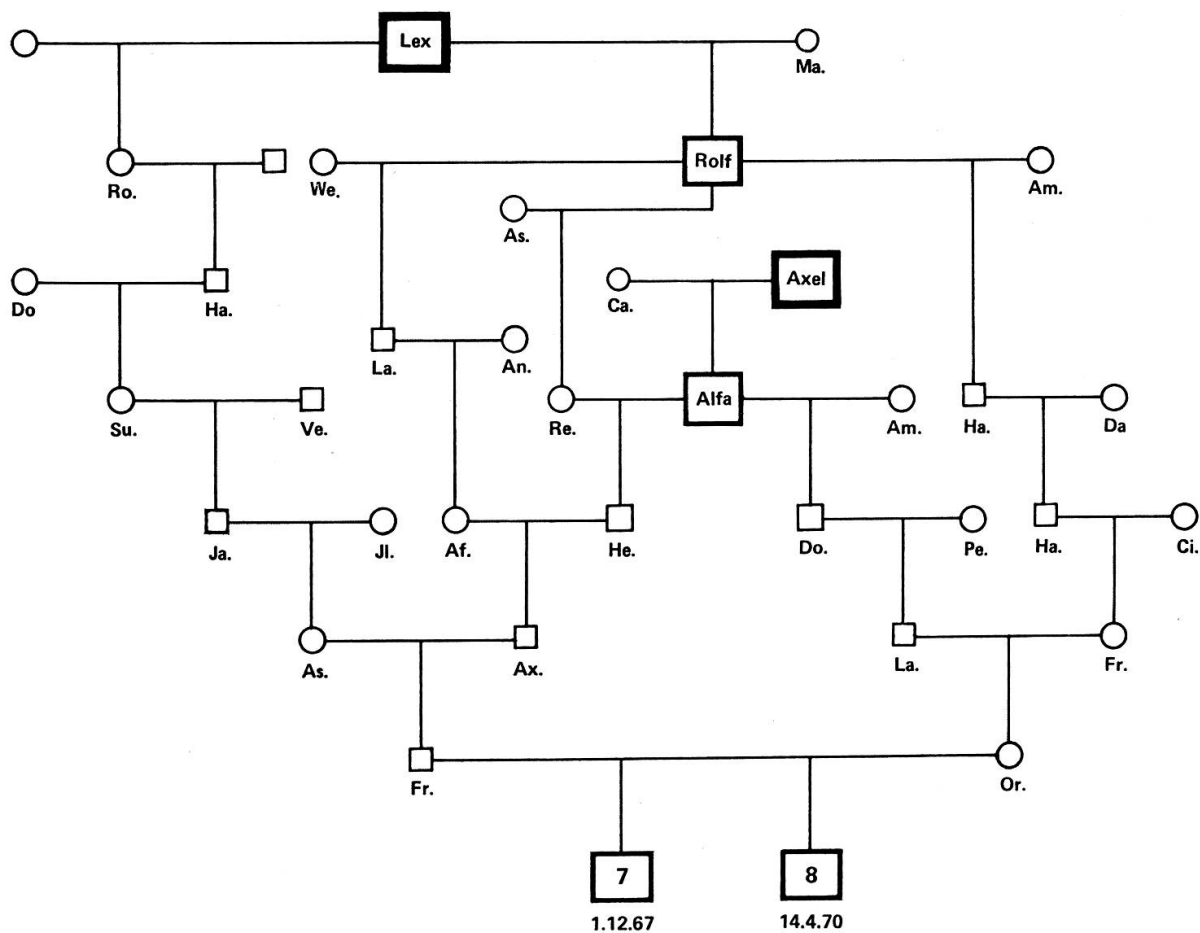 Lex
Ma.
Ro.
We.
Rolf
Am.
As.
Do
Ha.
Ca.
Axel
La.
An.
Su.
Ve.
Re.
Alfa
Am.
Ha.
Da
Ja.
Jl.
Af.
He.
Do.
Pe.
Ha.
Ci.
As.
Ax.
La.
Fr.
Fr.
Or.
7
8
1.12.67
14.4.70